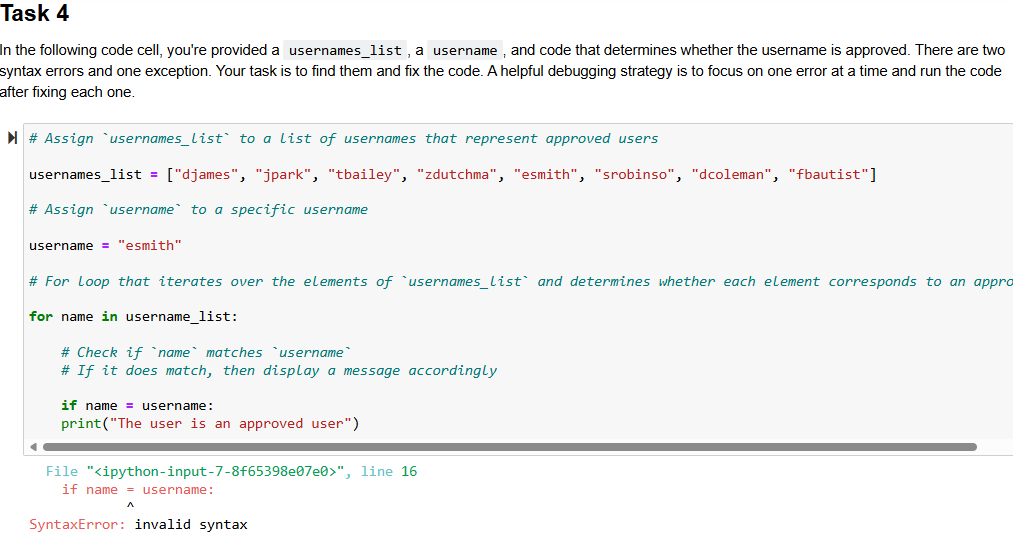 Task 4
In the following code cell, you're provided a usernames_list , a username , and code that determines whether the username is approved. There are two
syntax errors and one exception. Your task is to find them and fix the code. A helpful debugging strategy is to focus on one error at a time and run the code
after fixing each one.
# Assign `usernames_list` to a list of usernames that represent approved users
usernames_list = ["djames", "jpark", "tbailey", "zdutchma", "esmith", "srobinso", "dcoleman", "fbautist"]
# Assign `username` to a specific username
username = "esmith"
# For loop that iterates over the elements of `usernames_list` and determines whether each element corresponds to an appro
for name in username_list:
# Check if `name` matches `username`
# If it does match, then display a message accordingly
if name = username:
print("The user is an approved user")
File "<ipython-input-7-8f65398e07e0>", line 16
if name = username:
^
SyntaxError: invalid syntax